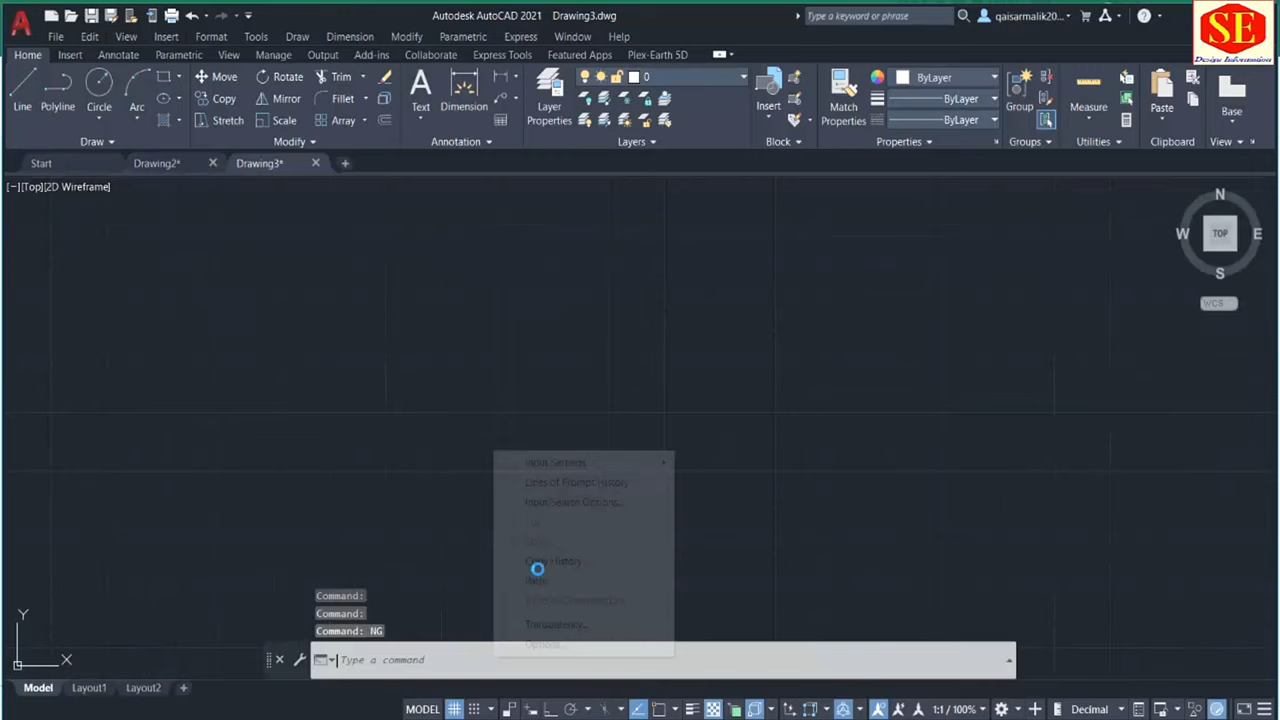 Autodesk AutoCAD 2021 Drawing3.dwg
Type a keyword or phrase
qaisarmalik20...
SE
Design Information
File Edit View Insert Format Tools Draw Dimension Modify Parametric Express Window Help
Home Insert Annotate Parametric View Manage Output Add-ins Collaborate Express Tools Featured Apps Plex-Earth 5D
Line Polyline Circle Arc
Move Rotate Trim
Copy Mirror Fillet
Stretch Scale Array
Text Dimension
Layer Properties
0
Insert
Match Properties
ByLayer
ByLayer
ByLayer
Group
Measure
Paste
Base
Draw Modify Annotation Layers Block Properties Groups Utilities Clipboard View
Start Drawing2* Drawing3*
[−][Top][2D Wireframe]
N
W TOP E
S
WCS
Input Settings
Lines of Prompt History
Input Search Options...
Copy History
Paste
Transparency...
Options...
Command:
Command:
Command: NG
Type a command
Y
X
Model Layout1 Layout2
MODEL 1:1 / 100% Decimal